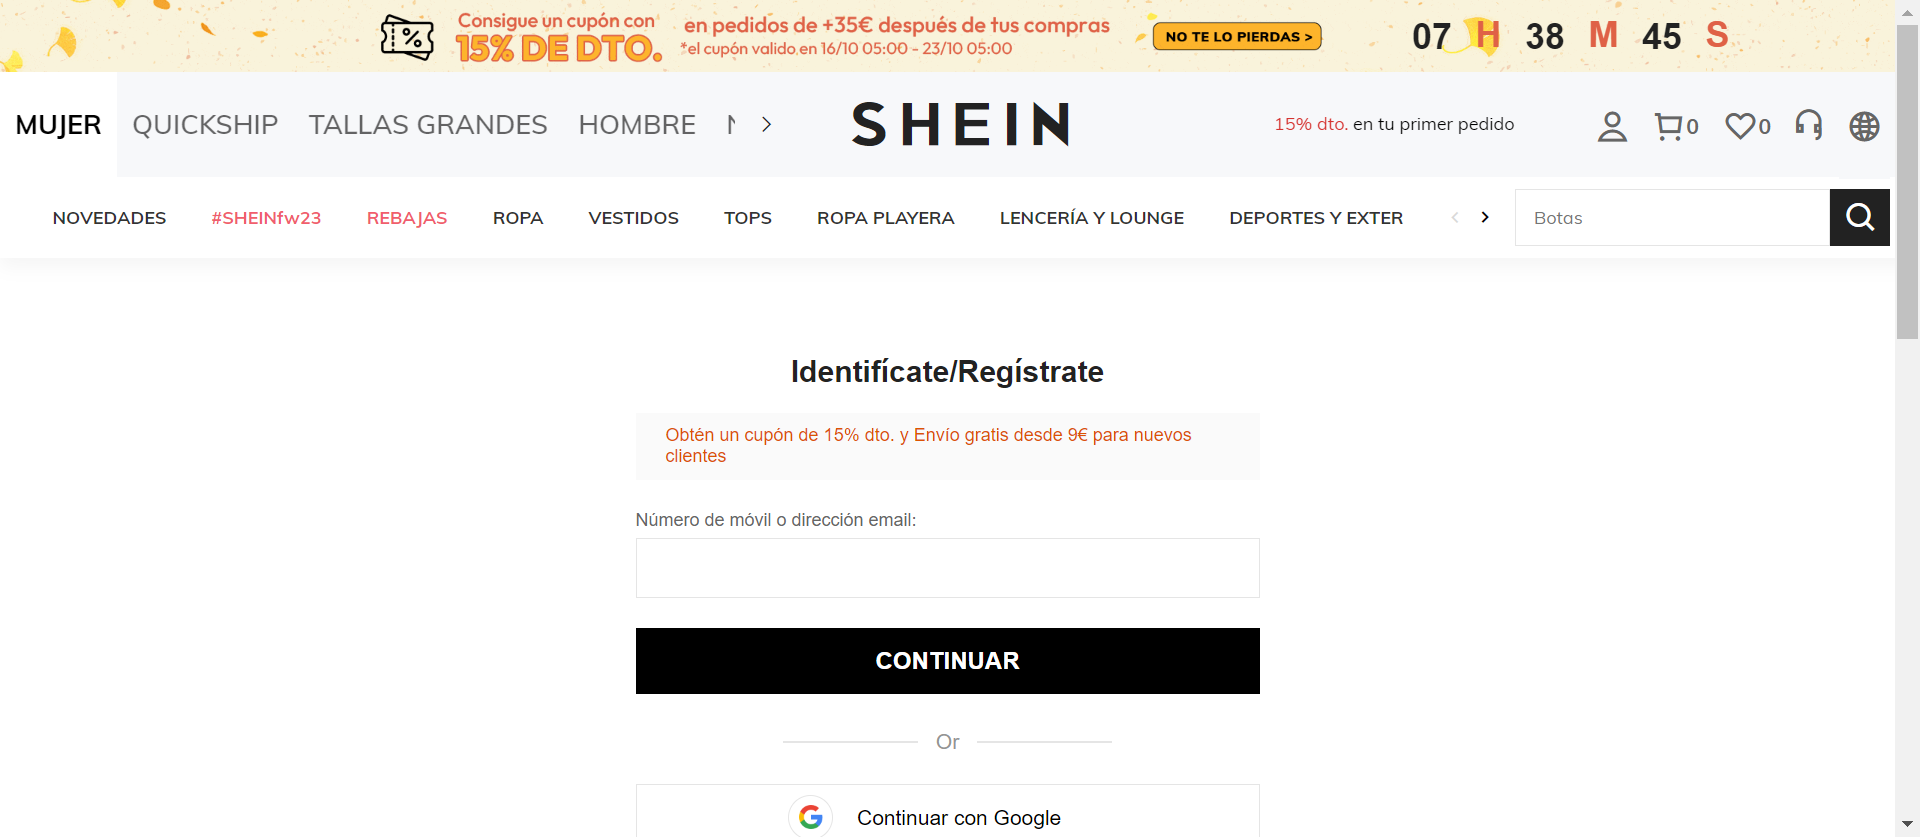 Consigue un cupón con
15% DE DTO.
en pedidos de +35€ después de tus compras
*el cupón valido en 16/10 05:00 - 23/10 05:00
NO TE LO PIERDAS >
07 H 38 M 45 S
MUJER QUICKSHIP TALLAS GRANDES HOMBRE
SHEIN
15% dto. en tu primer pedido
0 0
NOVEDADES #SHEINfw23 REBAJAS ROPA VESTIDOS TOPS ROPA PLAYERA LENCERÍA Y LOUNGE DEPORTES Y EXTER
Botas
Identifícate/Regístrate
Obtén un cupón de 15% dto. y Envío gratis desde 9€ para nuevos
clientes
Número de móvil o dirección email:
CONTINUAR
Or
Continuar con Google